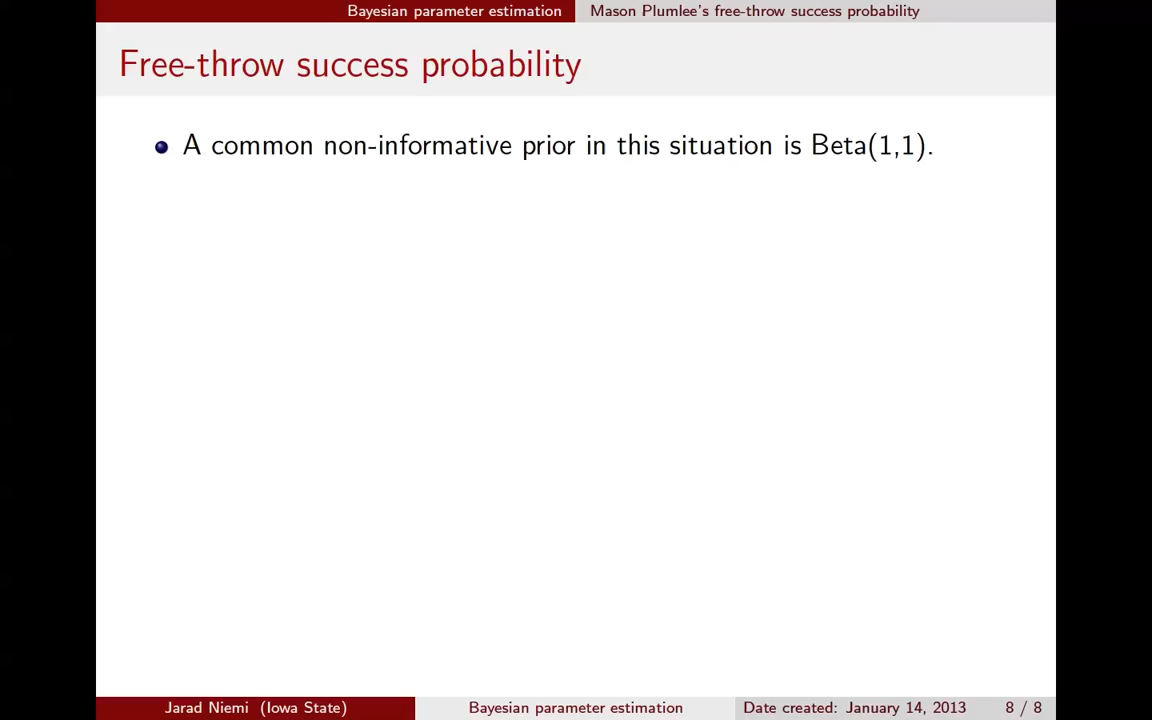 Bayesian parameter estimation Mason Plumlee's free-throw success probability
Free-throw success probability
A common non-informative prior in this situation is Beta(1,1).
Jarad Niemi (Iowa State) Bayesian parameter estimation Date created: January 14, 2013 8 / 8